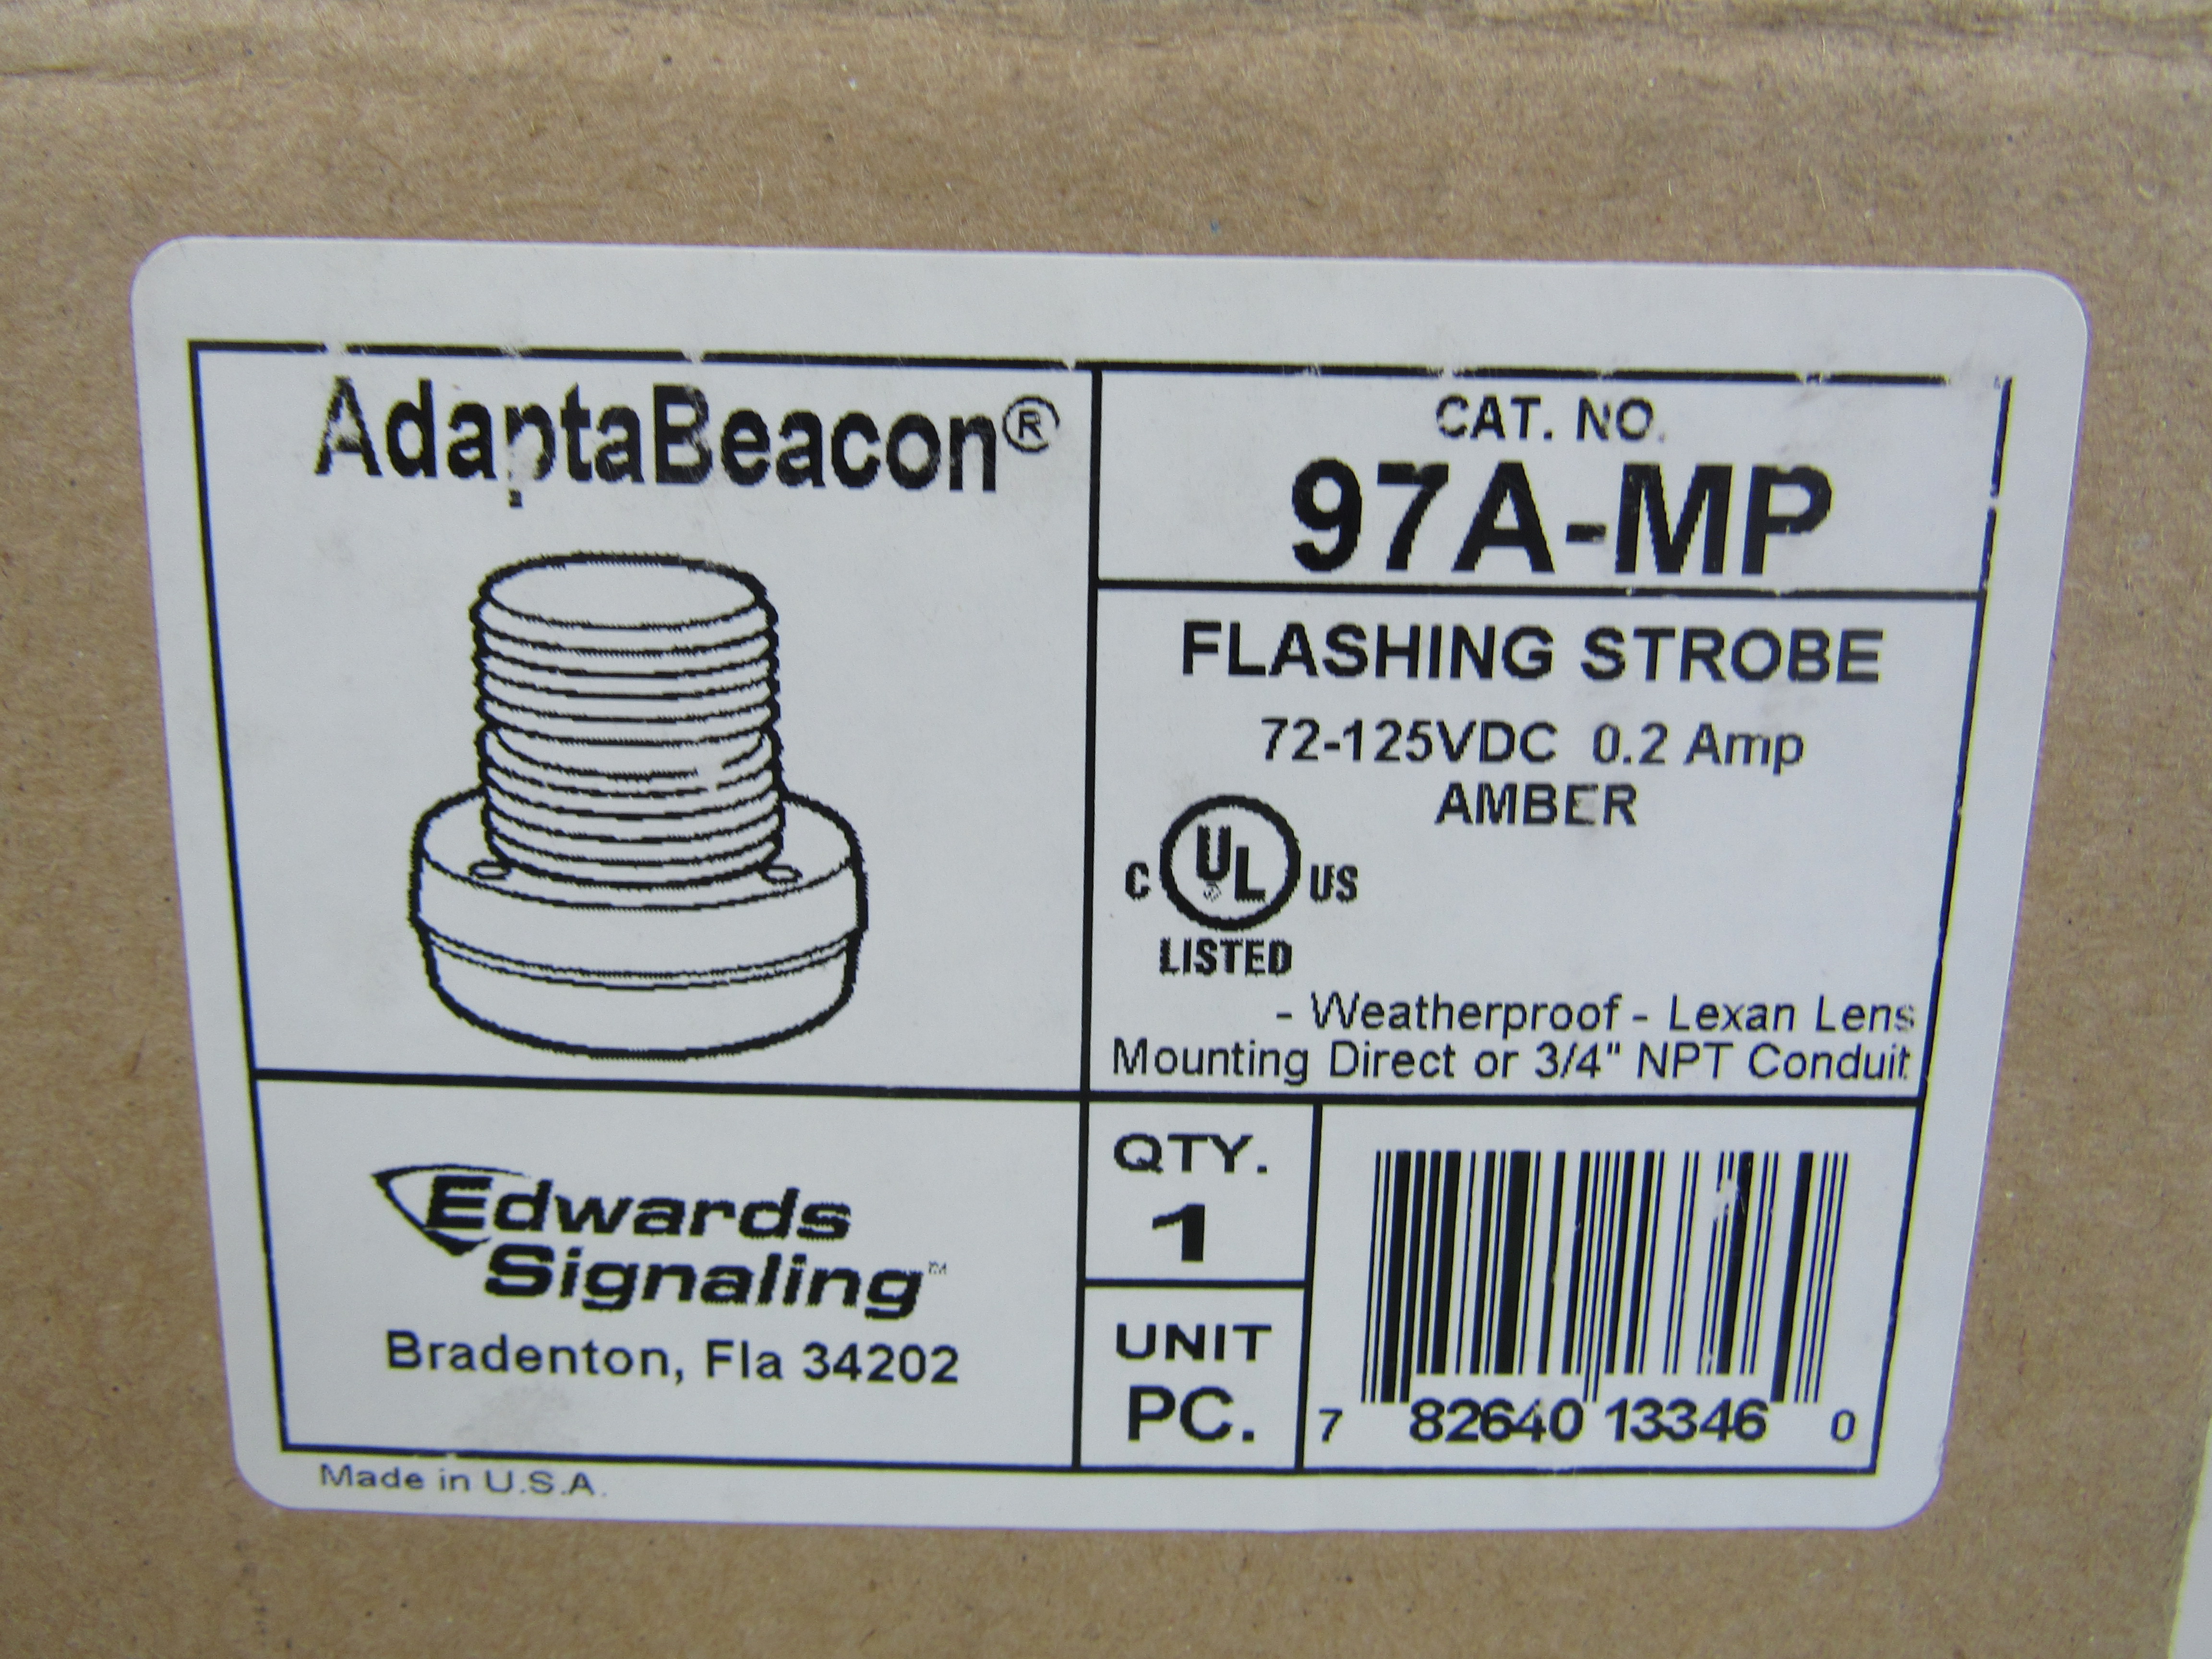 AdaptaBeacon®
CAT. NO.
97A-MP
FLASHING STROBE
72-125VDC 0.2 Amp
AMBER
C UL® US
LISTED
- Weatherproof - Lexan Lens
Mounting Direct or 3/4" NPT Conduit
Edwards
Signaling™
Bradenton, Fla 34202
QTY.
1
UNIT
PC.
7 82640 13346 0
Made in U.S.A.